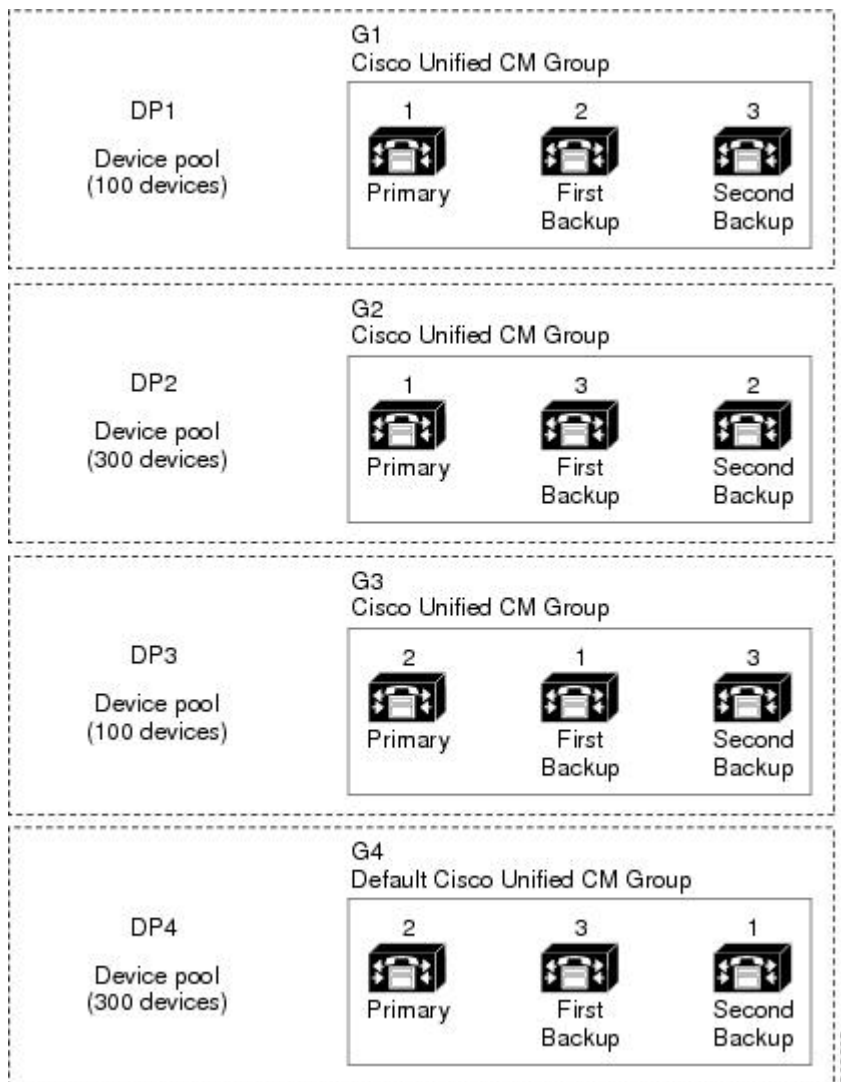 G1
Cisco Unified CM Group
DP1
Device pool
(100 devices)
1 2 3
Primary First Second
Backup Backup
G2
Cisco Unified CM Group
DP2
Device pool
(300 devices)
1 3 2
Primary First Second
Backup Backup
G3
Cisco Unified CM Group
DP3
Device pool
(100 devices)
2 1 3
Primary First Second
Backup Backup
G4
Default Cisco Unified CM Group
DP4
Device pool
(300 devices)
2 3 1
Primary First Second
Backup Backup